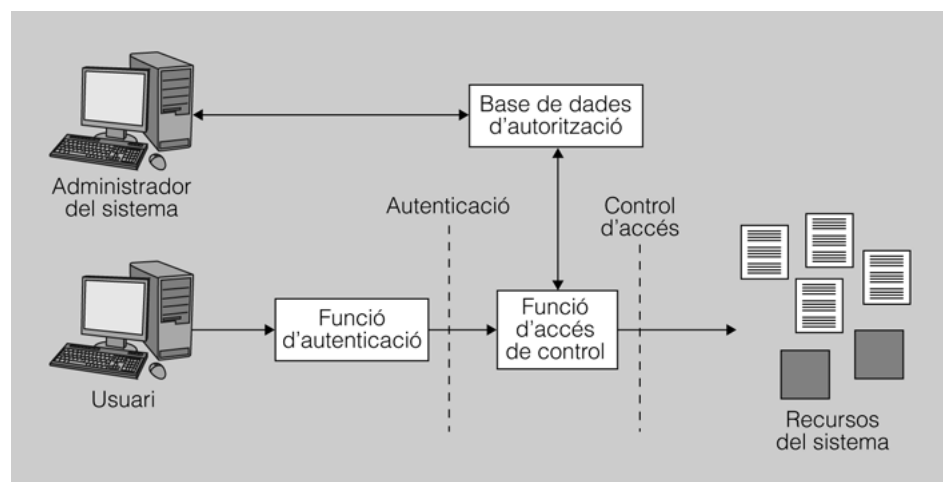 Base de dades
d'autorització
Administrador
del sistema
Autenticació
Control
d'accés
Funció
d'autenticació
Funció
d'accés
de control
Usuari
Recursos
del sistema